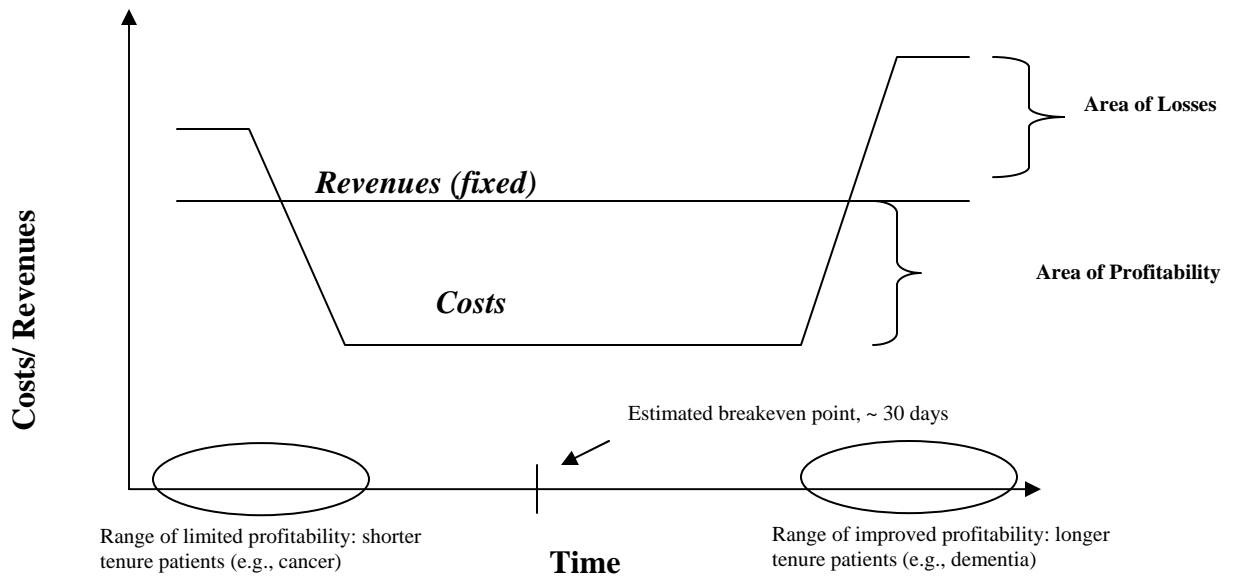 Area of Losses
Revenues (fixed)
Area of Profitability
Costs
Costs/ Revenues
Estimated breakeven point, ~ 30 days
Range of limited profitability: shorter
tenure patients (e.g., cancer)
Time
Range of improved profitability: longer
tenure patients (e.g., dementia)